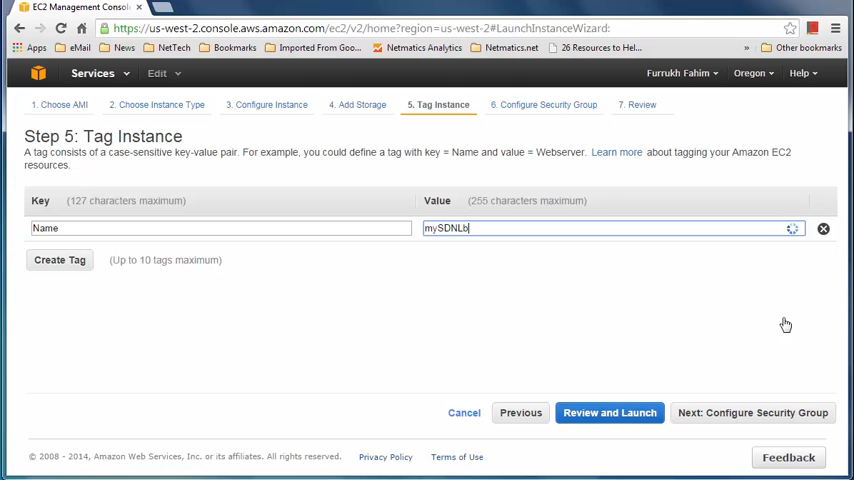 EC2 Management Consol
https://us-west-2.console.aws.amazon.com/ec2/v2/home?region=us-west-2#LaunchInstanceWizard:
Apps eMail News NetTech Bookmarks Imported From Goo... Netmatics Analytics Netmatics.net 26 Resources to Hel... » Other bookmarks
Services Edit Furrukh Fahim Oregon Help
1. Choose AMI 2. Choose Instance Type 3. Configure Instance 4. Add Storage 5. Tag Instance 6. Configure Security Group 7. Review
Step 5: Tag Instance
A tag consists of a case-sensitive key-value pair. For example, you could define a tag with key = Name and value = Webserver. Learn more about tagging your Amazon EC2
resources.
Key (127 characters maximum) Value (255 characters maximum)
Name mySDNLb
Create Tag (Up to 10 tags maximum)
Cancel Previous Review and Launch Next: Configure Security Group
© 2008 - 2014, Amazon Web Services, Inc. or its affiliates. All rights reserved. Privacy Policy Terms of Use Feedback